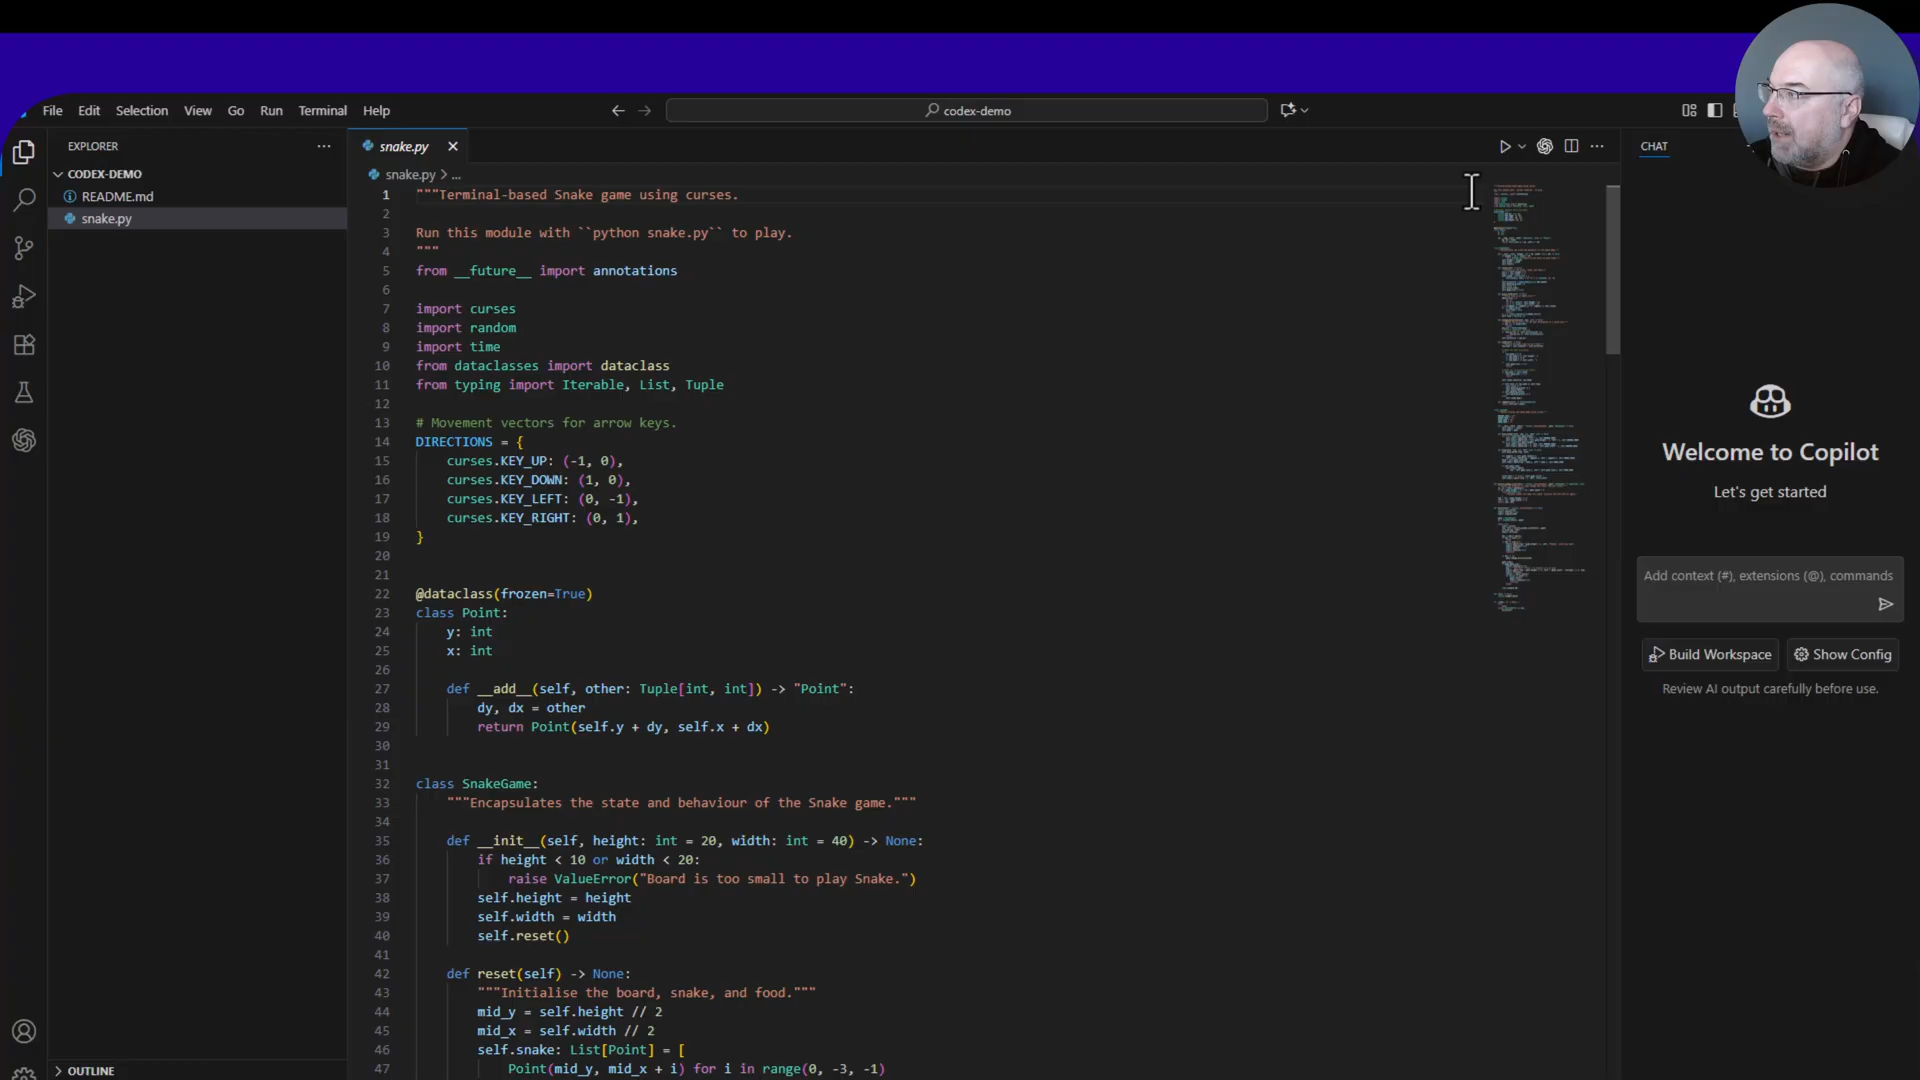 File Edit Selection View Go Run Terminal Help
codex-demo
EXPLORER
CODEX-DEMO
README.md
snake.py
OUTLINE
snake.py
snake.py > ...
1 """Terminal-based Snake game using curses.
2
3 Run this module with ``python snake.py`` to play.
4 """
5 from __future__ import annotations
6
7 import curses
8 import random
9 import time
10 from dataclasses import dataclass
11 from typing import Iterable, List, Tuple
12
13 # Movement vectors for arrow keys.
14 DIRECTIONS = {
15 curses.KEY_UP: (-1, 0),
16 curses.KEY_DOWN: (1, 0),
17 curses.KEY_LEFT: (0, -1),
18 curses.KEY_RIGHT: (0, 1),
19 }
20
21
22 @dataclass(frozen=True)
23 class Point:
24 y: int
25 x: int
26
27 def __add__(self, other: Tuple[int, int]) -> "Point":
28 dy, dx = other
29 return Point(self.y + dy, self.x + dx)
30
31
32 class SnakeGame:
33 """Encapsulates the state and behaviour of the Snake game."""
34
35 def __init__(self, height: int = 20, width: int = 40) -> None:
36 if height < 10 or width < 20:
37 raise ValueError("Board is too small to play Snake.")
38 self.height = height
39 self.width = width
40 self.reset()
41
42 def reset(self) -> None:
43 """Initialise the board, snake, and food."""
44 mid_y = self.height // 2
45 mid_x = self.width // 2
46 self.snake: List[Point] = [
47 Point(mid_y, mid_x + i) for i in range(0, -3, -1)
CHAT
Welcome to Copilot
Let's get started
Add context (#), extensions (@), commands
Build Workspace
Show Config
Review AI output carefully before use.